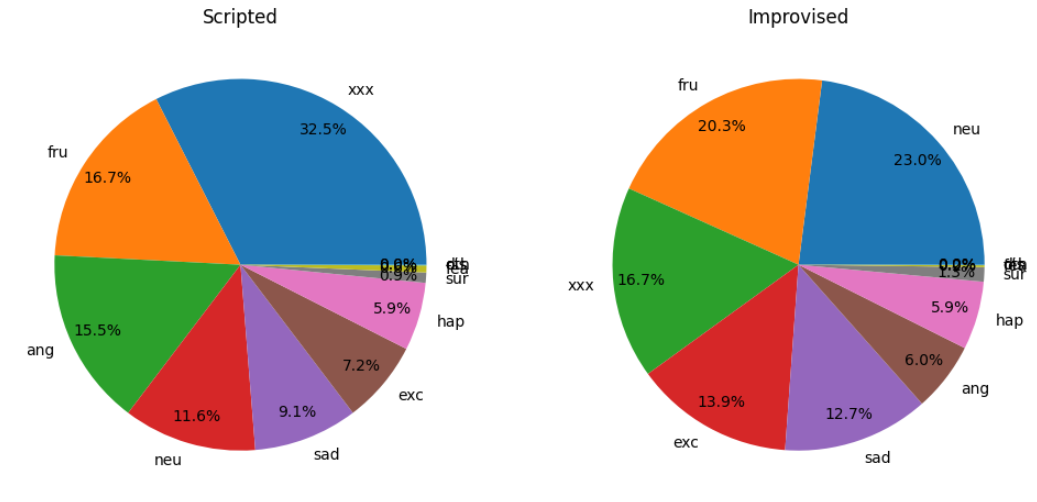 Scripted
xxx
32.5%
fru
16.7%
ang
15.5%
neu
11.6%
sad
9.1%
exc
7.2%
hap
5.9%
sur
0.9%
fea
Improvised
neu
23.0%
fru
20.3%
xxx
16.7%
exc
13.9%
sad
12.7%
ang
6.0%
hap
5.9%
sur
1.3%